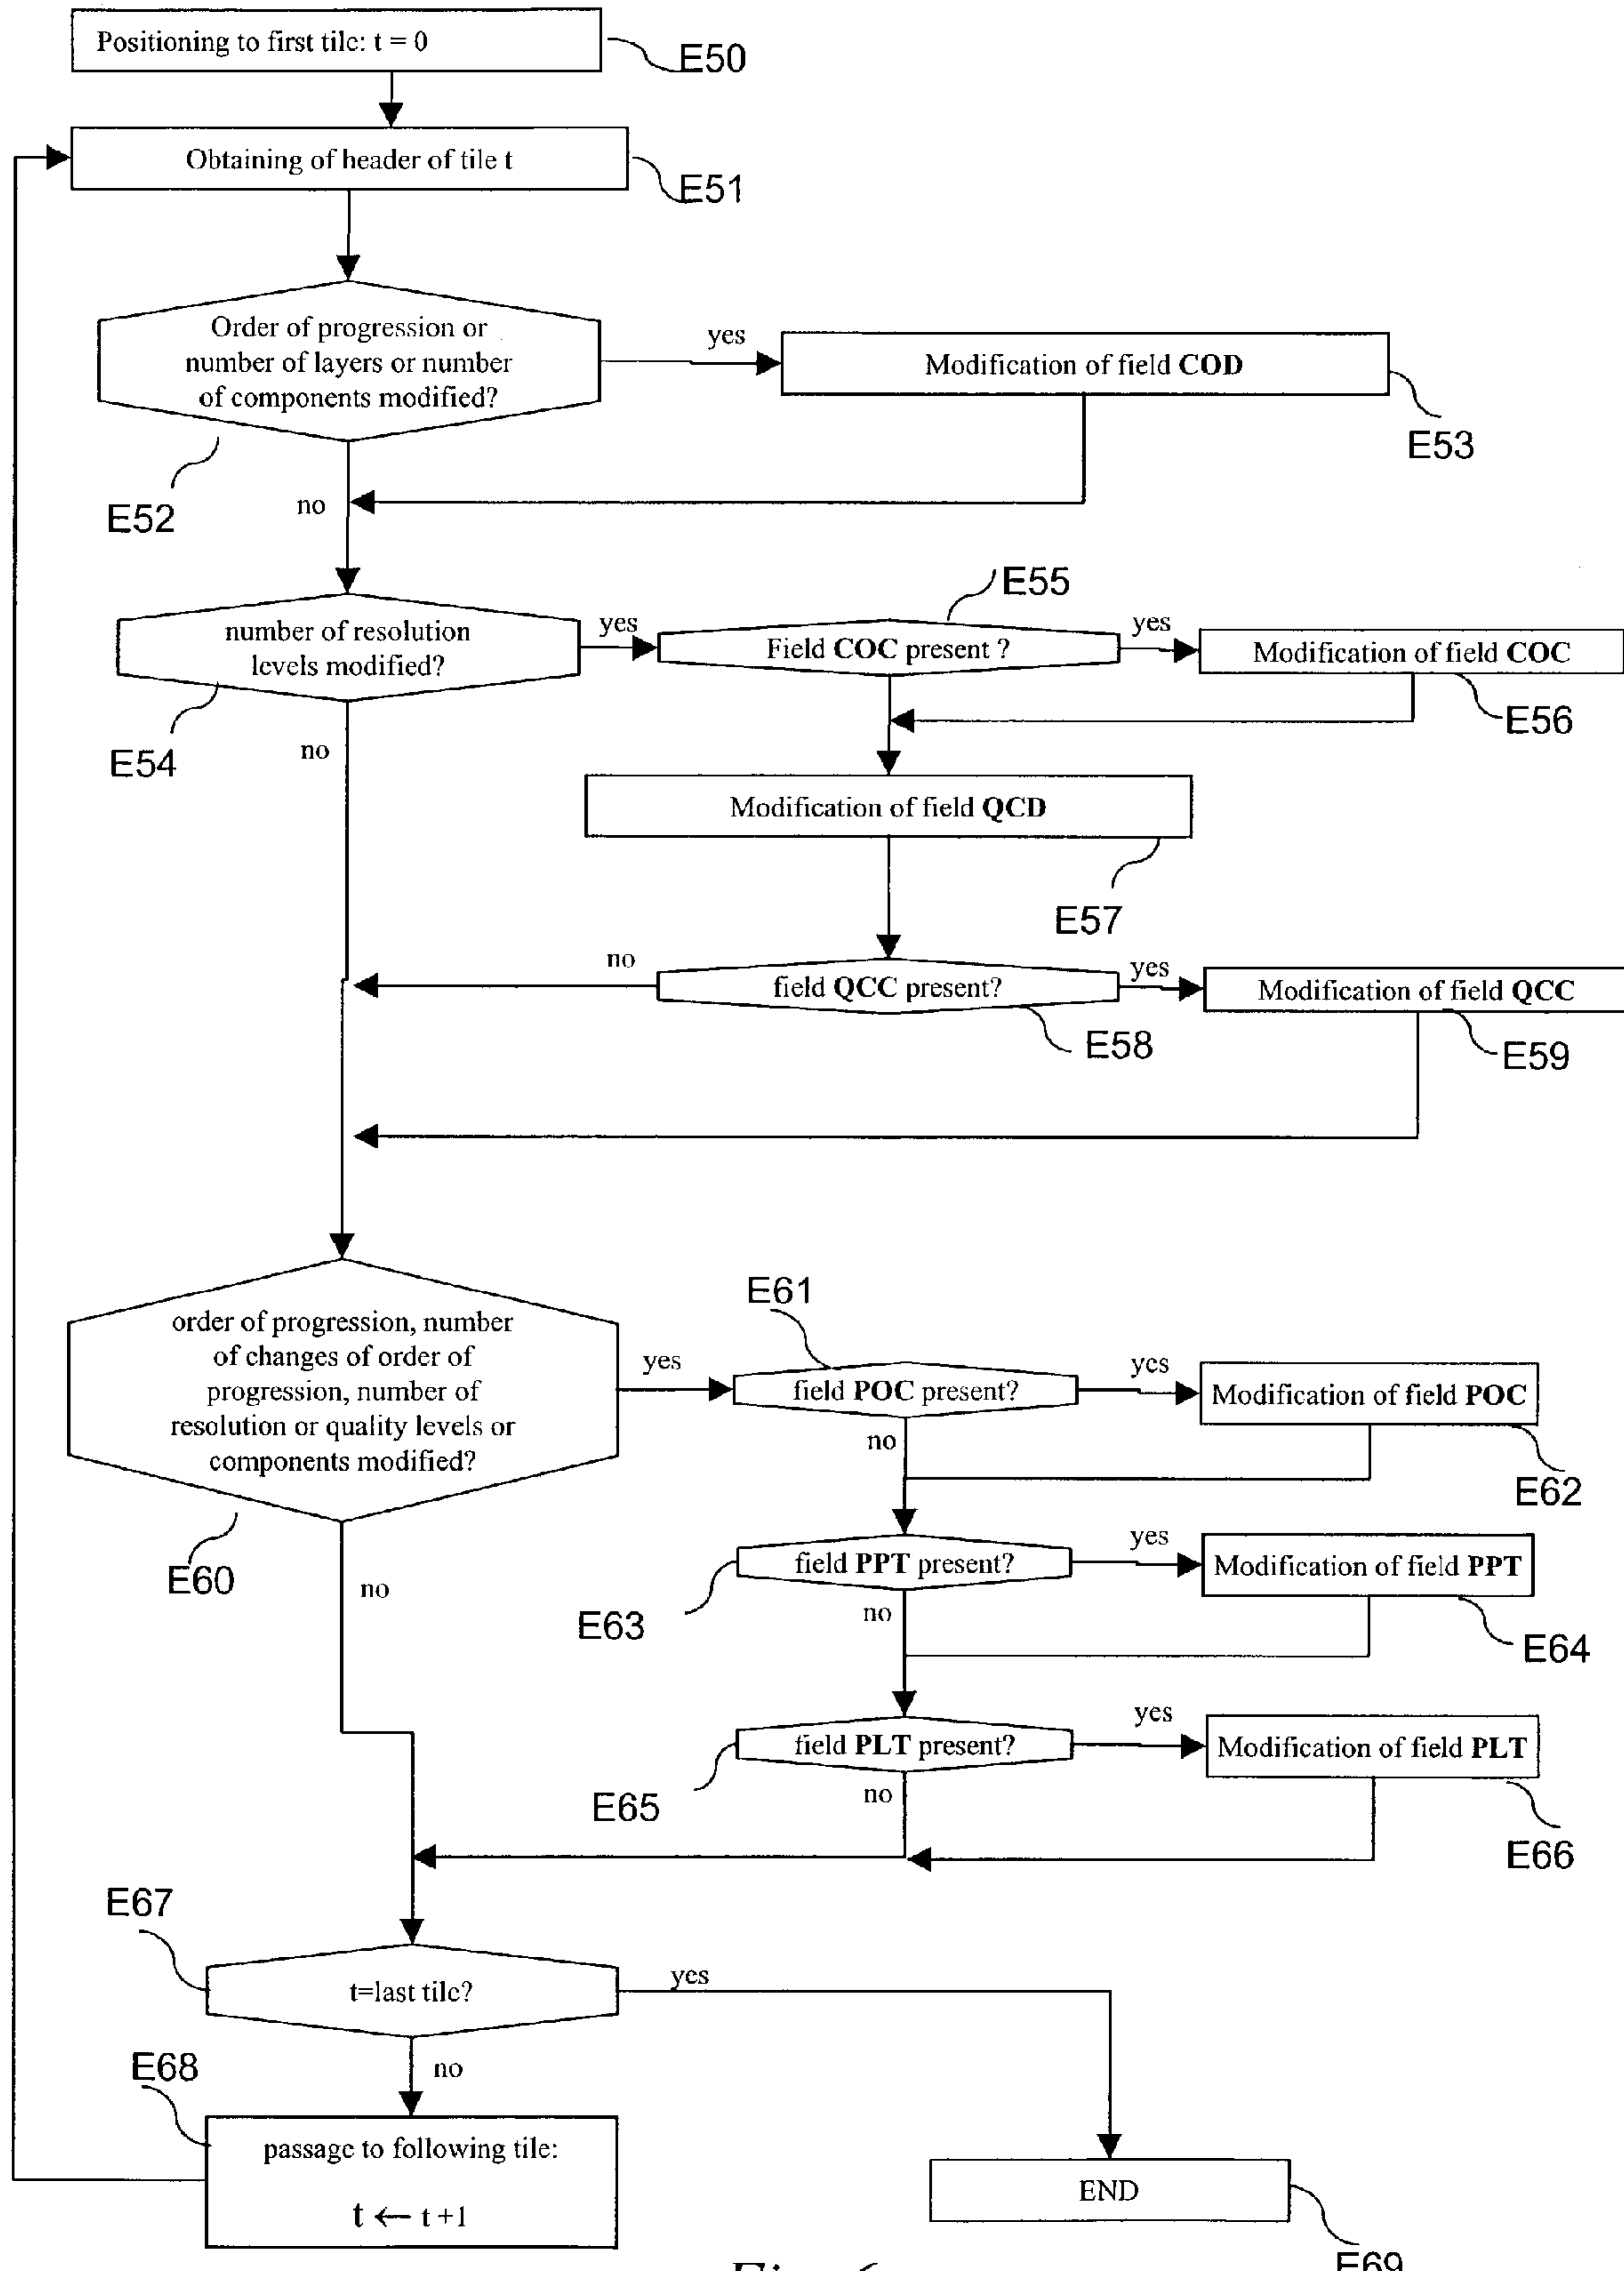 Positioning to first tile: t = 0
E50
Obtaining of header of tile t
E51
Order of progression or
number of layers or number
of components modified?
yes
Modification of field COD
E53
E52
no
E55
number of resolution
levels modified?
yes
Field COC present ?
yes
Modification of field COC
E56
E54
no
Modification of field QCD
E57
no
field QCC present?
yes
Modification of field QCC
E58
E59
E61
order of progression, number
of changes of order of
progression, number of
resolution or quality levels or
components modified?
yes
field POC present?
yes
Modification of field POC
no
E62
E60
no
field PPT present?
yes
Modification of field PPT
E63
no
E64
field PLT present?
yes
Modification of field PLT
E65
no
E66
E67
t=last tile?
yes
no
E68
passage to following tile:
t ← t +1
END
E69